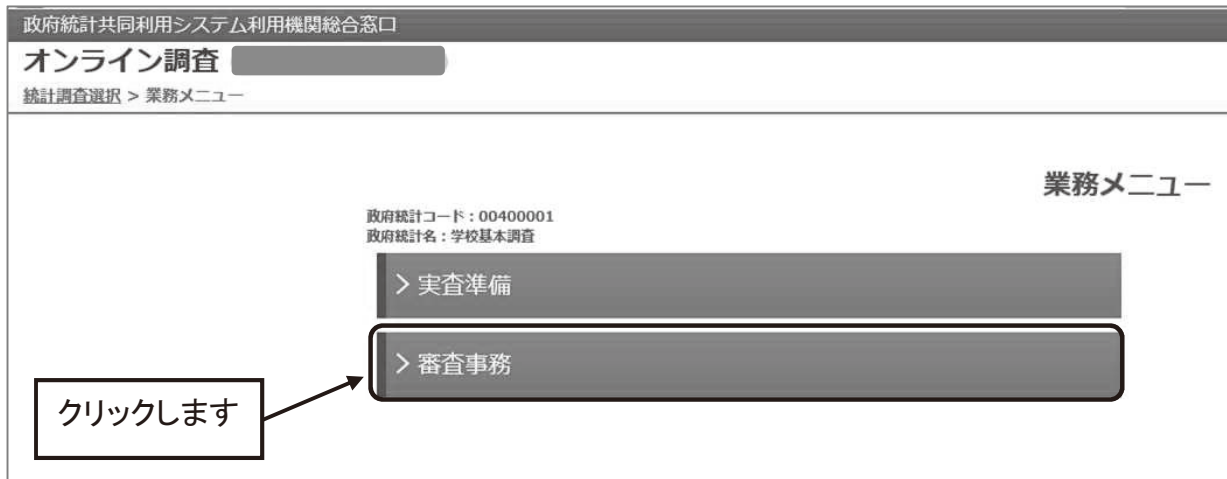 政府統計共同利用システム利用機関総合窓口
オンライン調査
統計調査選択 > 業務メニュー
業務メニュー
政府統計コード：00400001
政府統計名：学校基本調査
> 実査準備
> 審査事務
クリックします